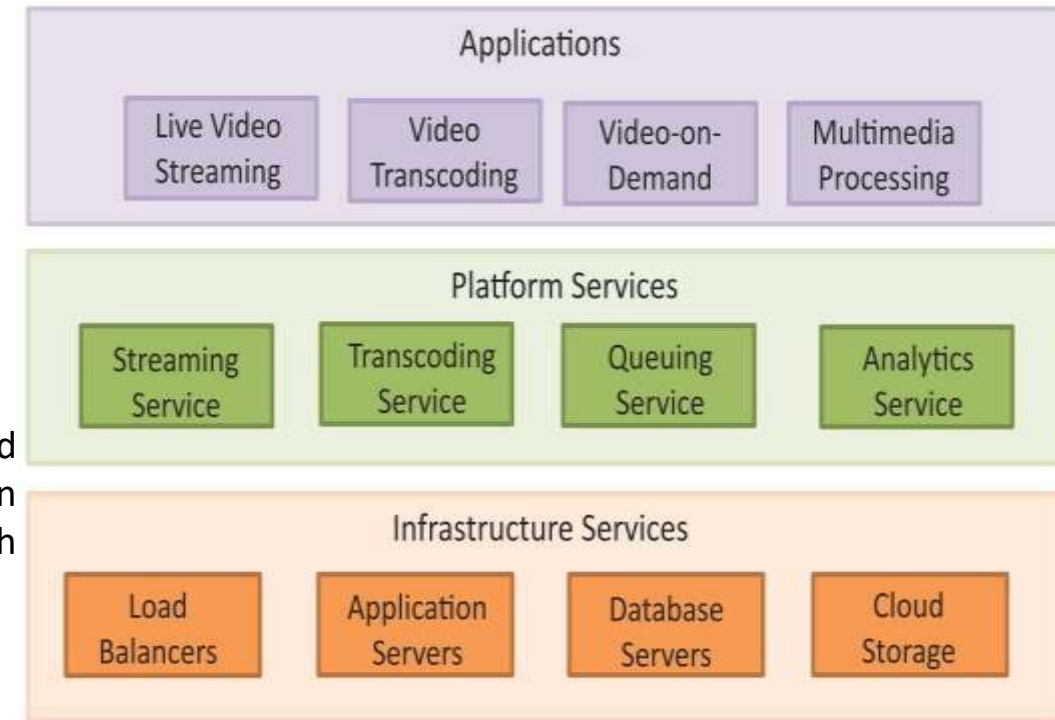 Applications
Live Video
Streaming
Video
Transcoding
Video-on-
Demand
Multimedia
Processing
Platform Services
Streaming
Service
Transcoding
Service
Queuing
Service
Analytics
Service
d
n
h
Infrastructure Services
Load
Balancers
Application
Servers
Database
Servers
Cloud
Storage